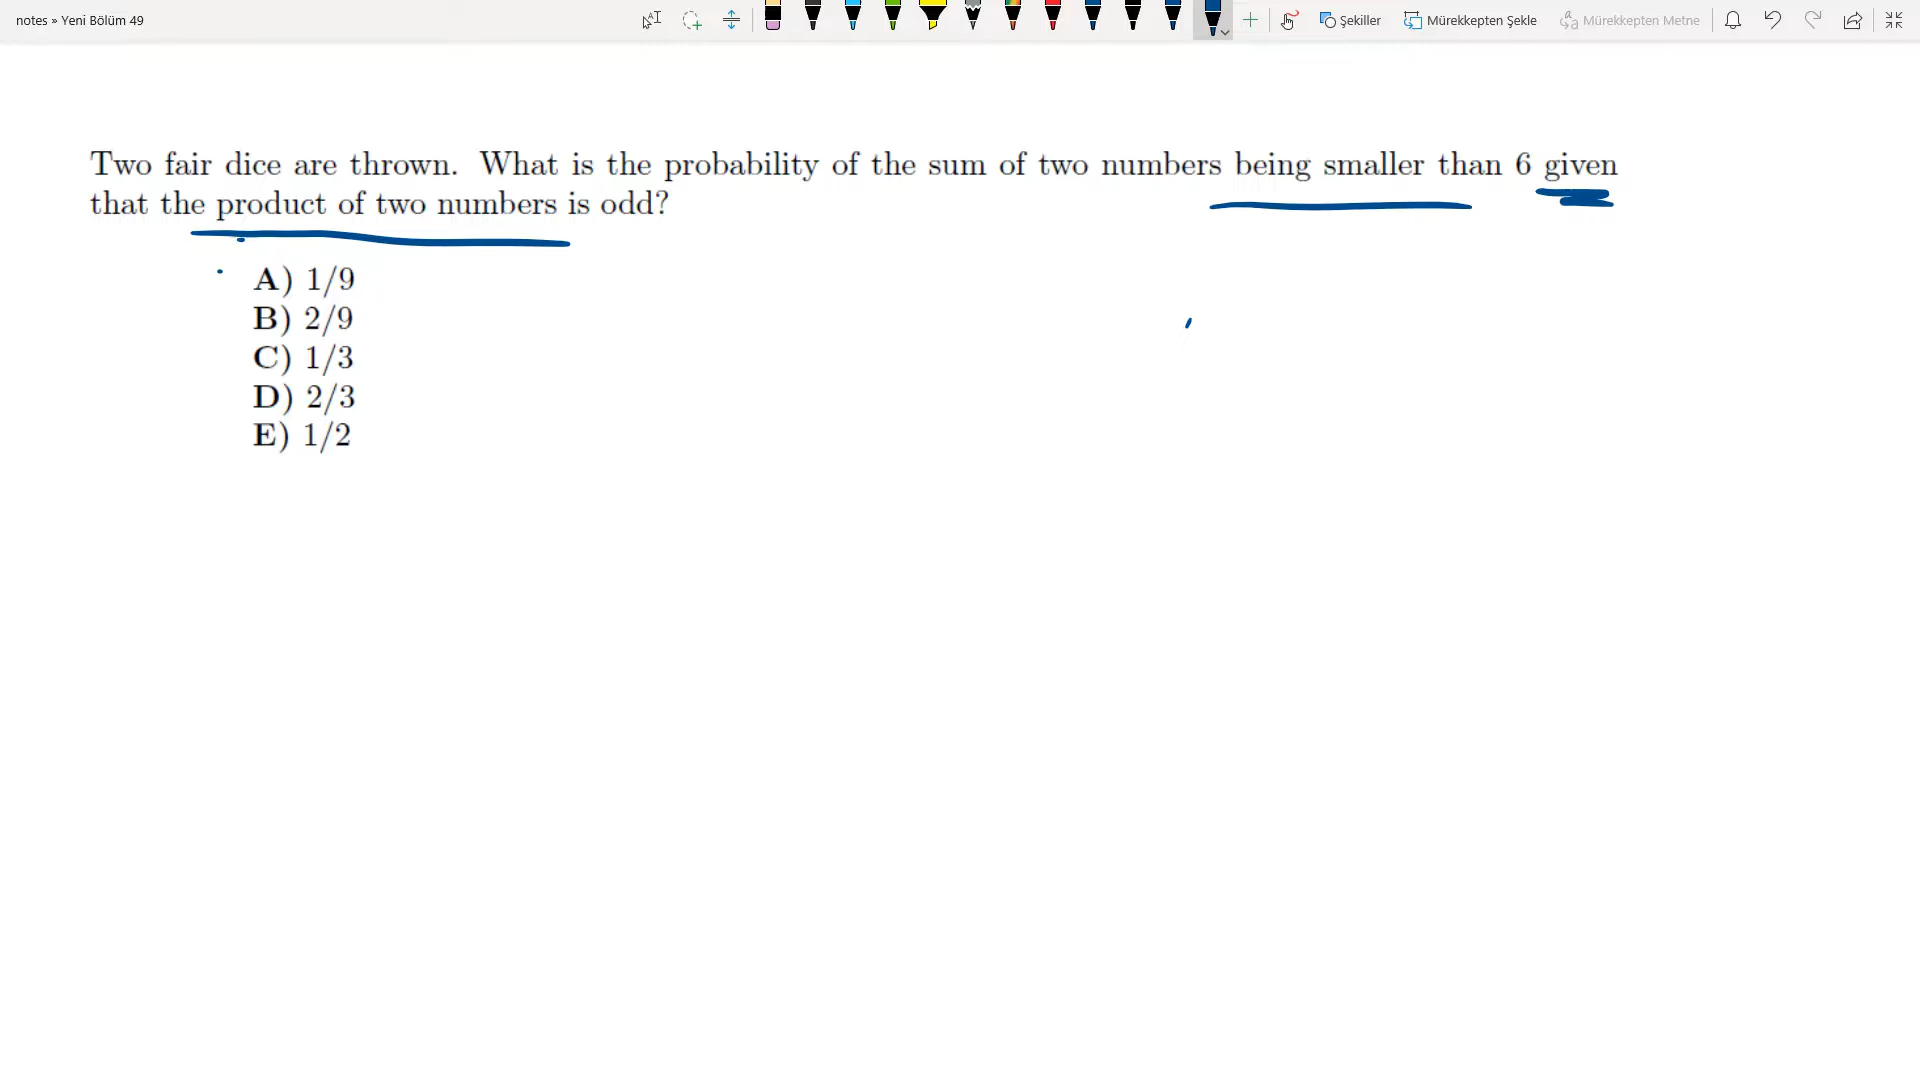 notes » Yeni Bölüm 49
Şekiller
Mürekkepten Şekle
Mürekkepten Metne
Two fair dice are thrown. What is the probability of the sum of two numbers being smaller than 6 given
that the product of two numbers is odd?
A) 1/9
B) 2/9
C) 1/3
D) 2/3
E) 1/2